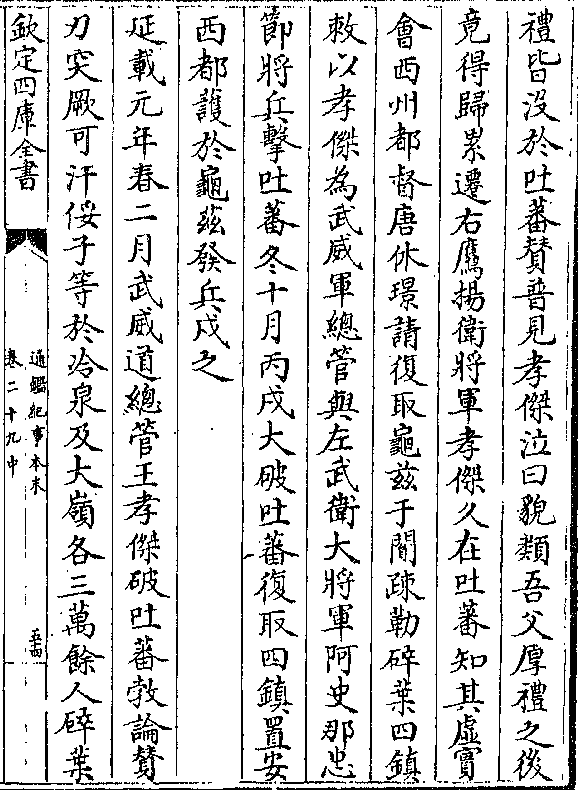 禮皆没於吐蕃賛普見孝傑泣曰貌類吾父厚禮之後
竟得歸累遷右鷹揚衛將軍孝傑久在吐蕃知其虛實
會西州都督唐休璟請復取龜兹于闐疎勒碎葉四鎮
敕以孝傑為武威軍總管與左武衛大將軍阿史那忠
節將兵擊吐蕃冬十月丙戌大破吐蕃復取四鎮置安
西都護於龜兹發兵戍之
延載元年春二月武威道總管王孝傑破吐蕃勃論賛
刃突厥可汗俀子等於冷泉及大嶺各三萬餘人碎葉
欽定四庫全書
通鑑紀事本末
卷二十九中
五十四